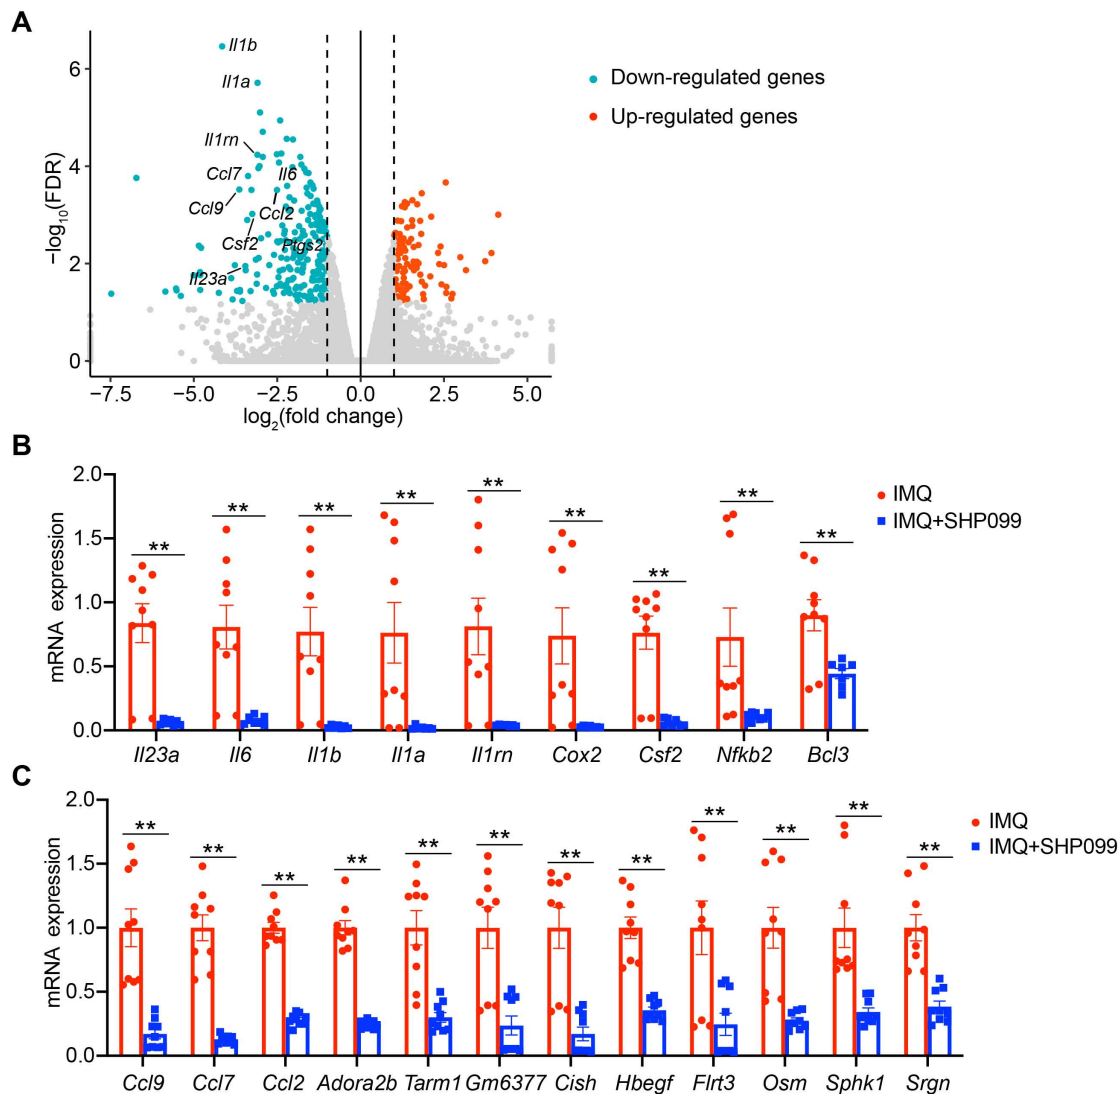 A
Il1b
Il1a
Il1rn
Ccl7
Il6
Ccl9
Ccl2
Csf2
Ptgs2
Il23a
6
4
2
0
−log10(FDR)
−7.5 −5.0 −2.5 0.0 2.5 5.0
log2(fold change)
Down-regulated genes
Up-regulated genes
B
2.0
1.5
1.0
0.5
0.0
mRNA expression
** ** ** ** ** ** ** ** **
Il23a Il6 Il1b Il1a Il1rn Cox2 Csf2 Nfkb2 Bcl3
IMQ
IMQ+SHP099
C
2.0
1.5
1.0
0.5
0.0
mRNA expression
** ** ** ** ** ** ** ** ** ** ** **
Ccl9 Ccl7 Ccl2 Adora2b Tarm1 Gm6377 Cish Hbegf Flrt3 Osm Sphk1 Srgn
IMQ
IMQ+SHP099